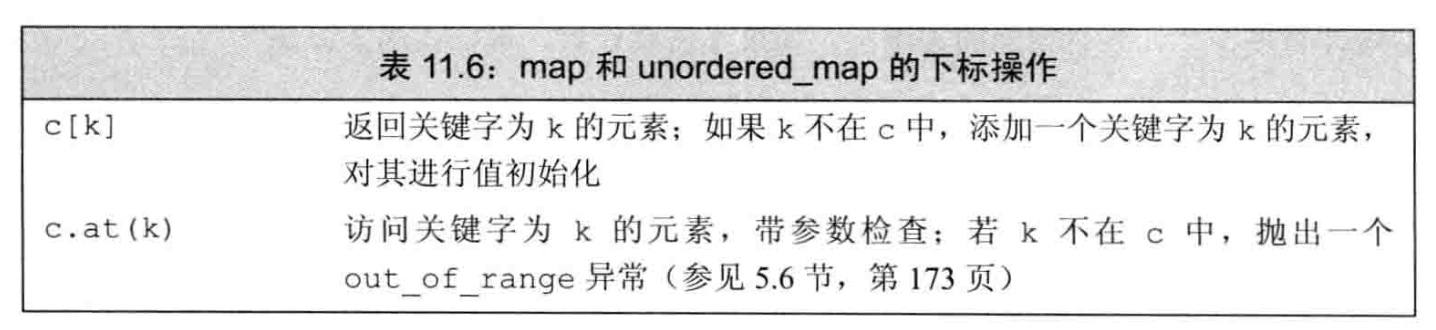 表 11.6：map 和 unordered_map 的下标操作
c[k] 返回关键字为 k 的元素；如果 k 不在 c 中，添加一个关键字为 k 的元素，
对其进行值初始化
c.at(k) 访问关键字为 k 的元素，带参数检查；若 k 不在 c 中，抛出一个
out_of_range 异常（参见 5.6 节，第 173 页）